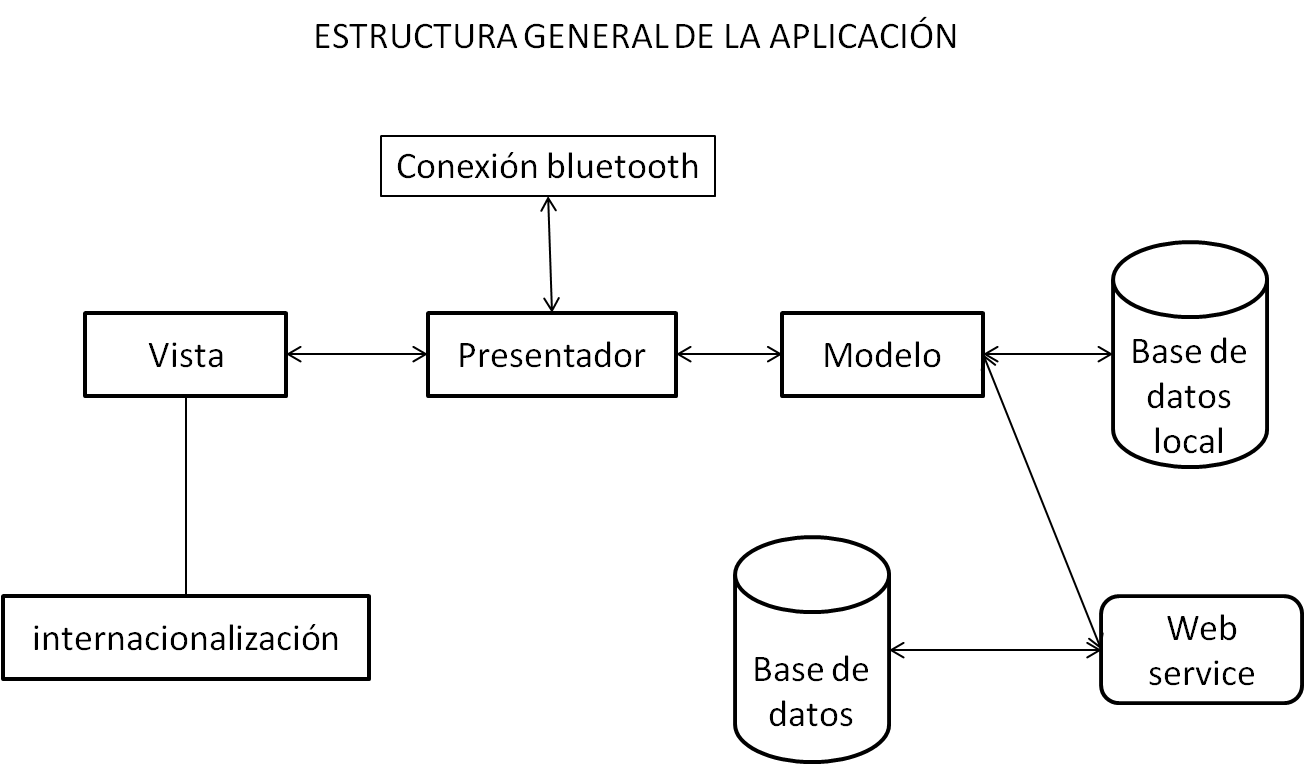 ESTRUCTURA GENERAL DE LA APLICACIÓN
Conexión bluetooth
Vista
Presentador
Modelo
Base de
datos
local
internacionalización
Base de
datos
Web
service